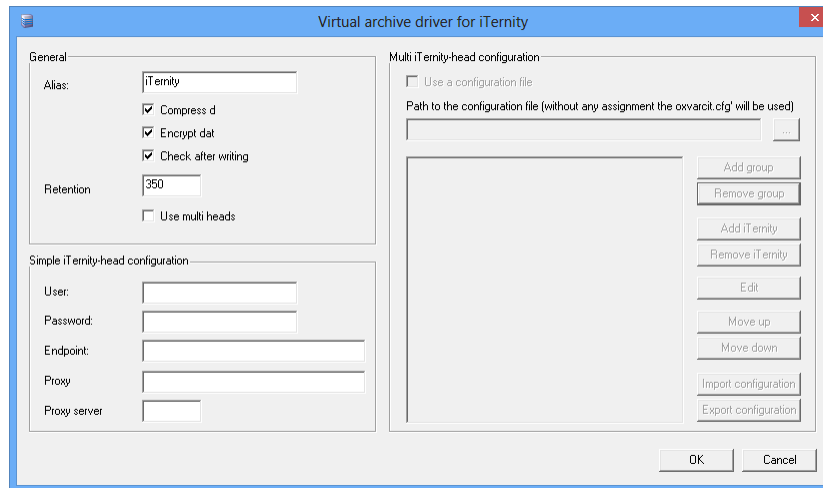 Virtual archive driver for iTernity
General
Alias:
iTernity
Compress d
Encrypt dat
Check after writing
Retention
350
Use multi heads
Simple iTernity-head configuration
User:
Password:
Endpoint:
Proxy
Proxy server
Multi iTernity-head configuration
Use a configuration file
Path to the configuration file (without any assignment the oxvarcit.cfg' will be used)
...
Add group
Remove group
Add iTernity
Remove iTernity
Edit
Move up
Move down
Import configuration
Export configuration
OK
Cancel